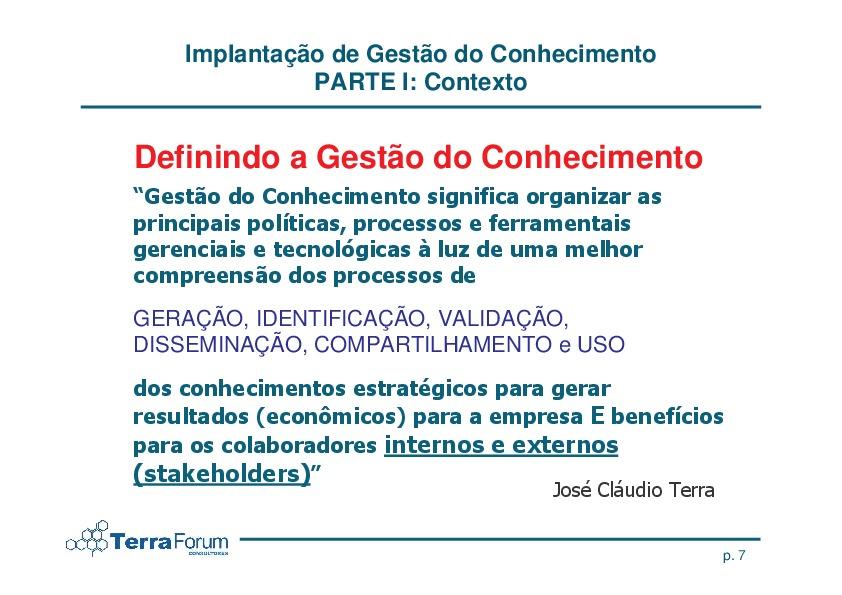 Implantação de Gestão do Conhecimento
PARTE I: Contexto
Definindo a Gestão do Conhecimento
“Gestão do Conhecimento significa organizar as
principais políticas, processos e ferramentais
gerenciais e tecnológicas à luz de uma melhor
compreensão dos processos de
GERAÇÃO, IDENTIFICAÇÃO, VALIDAÇÃO,
DISSEMINAÇÃO, COMPARTILHAMENTO e USO
dos conhecimentos estratégicos para gerar
resultados (econômicos) para a empresa E benefícios
para os colaboradores internos e externos
(stakeholders)”
José Cláudio Terra
TerraForum
CONSULTORES
p. 7